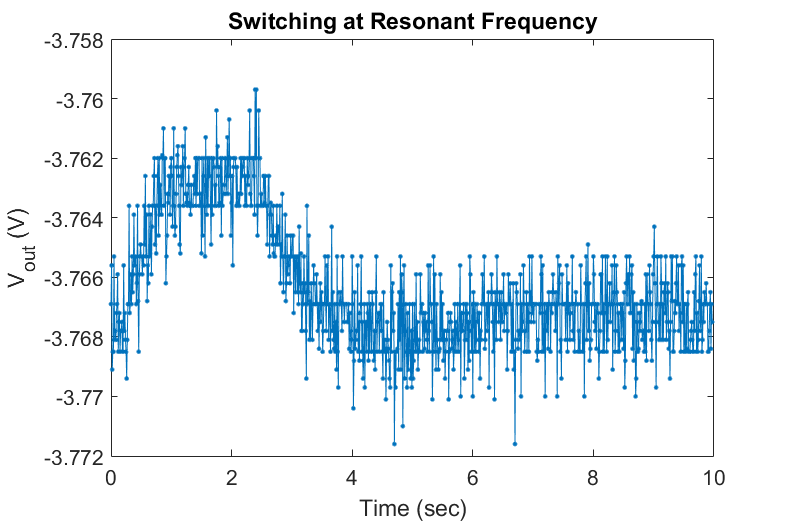 Switching at Resonant Frequency
-3.758
-3.76
-3.762
-3.764
-3.766
-3.768
-3.77
-3.772
V_out (V)
0 2 4 6 8 10
Time (sec)